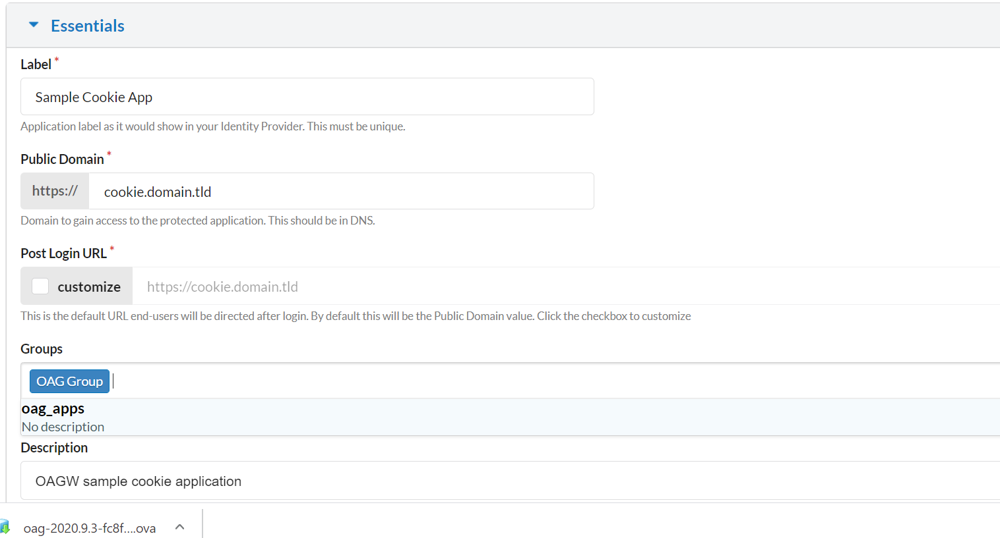 Essentials
Label *
Sample Cookie App
Application label as it would show in your Identity Provider. This must be unique.
Public Domain *
https:// cookie.domain.tld
Domain to gain access to the protected application. This should be in DNS.
Post Login URL *
customize https://cookie.domain.tld
This is the default URL end-users will be directed after login. By default this will be the Public Domain value. Click the checkbox to customize
Groups
OAG Group
oag_apps
No description
Description
OAGW sample cookie application
oag-2020.9.3-fc8f....ova